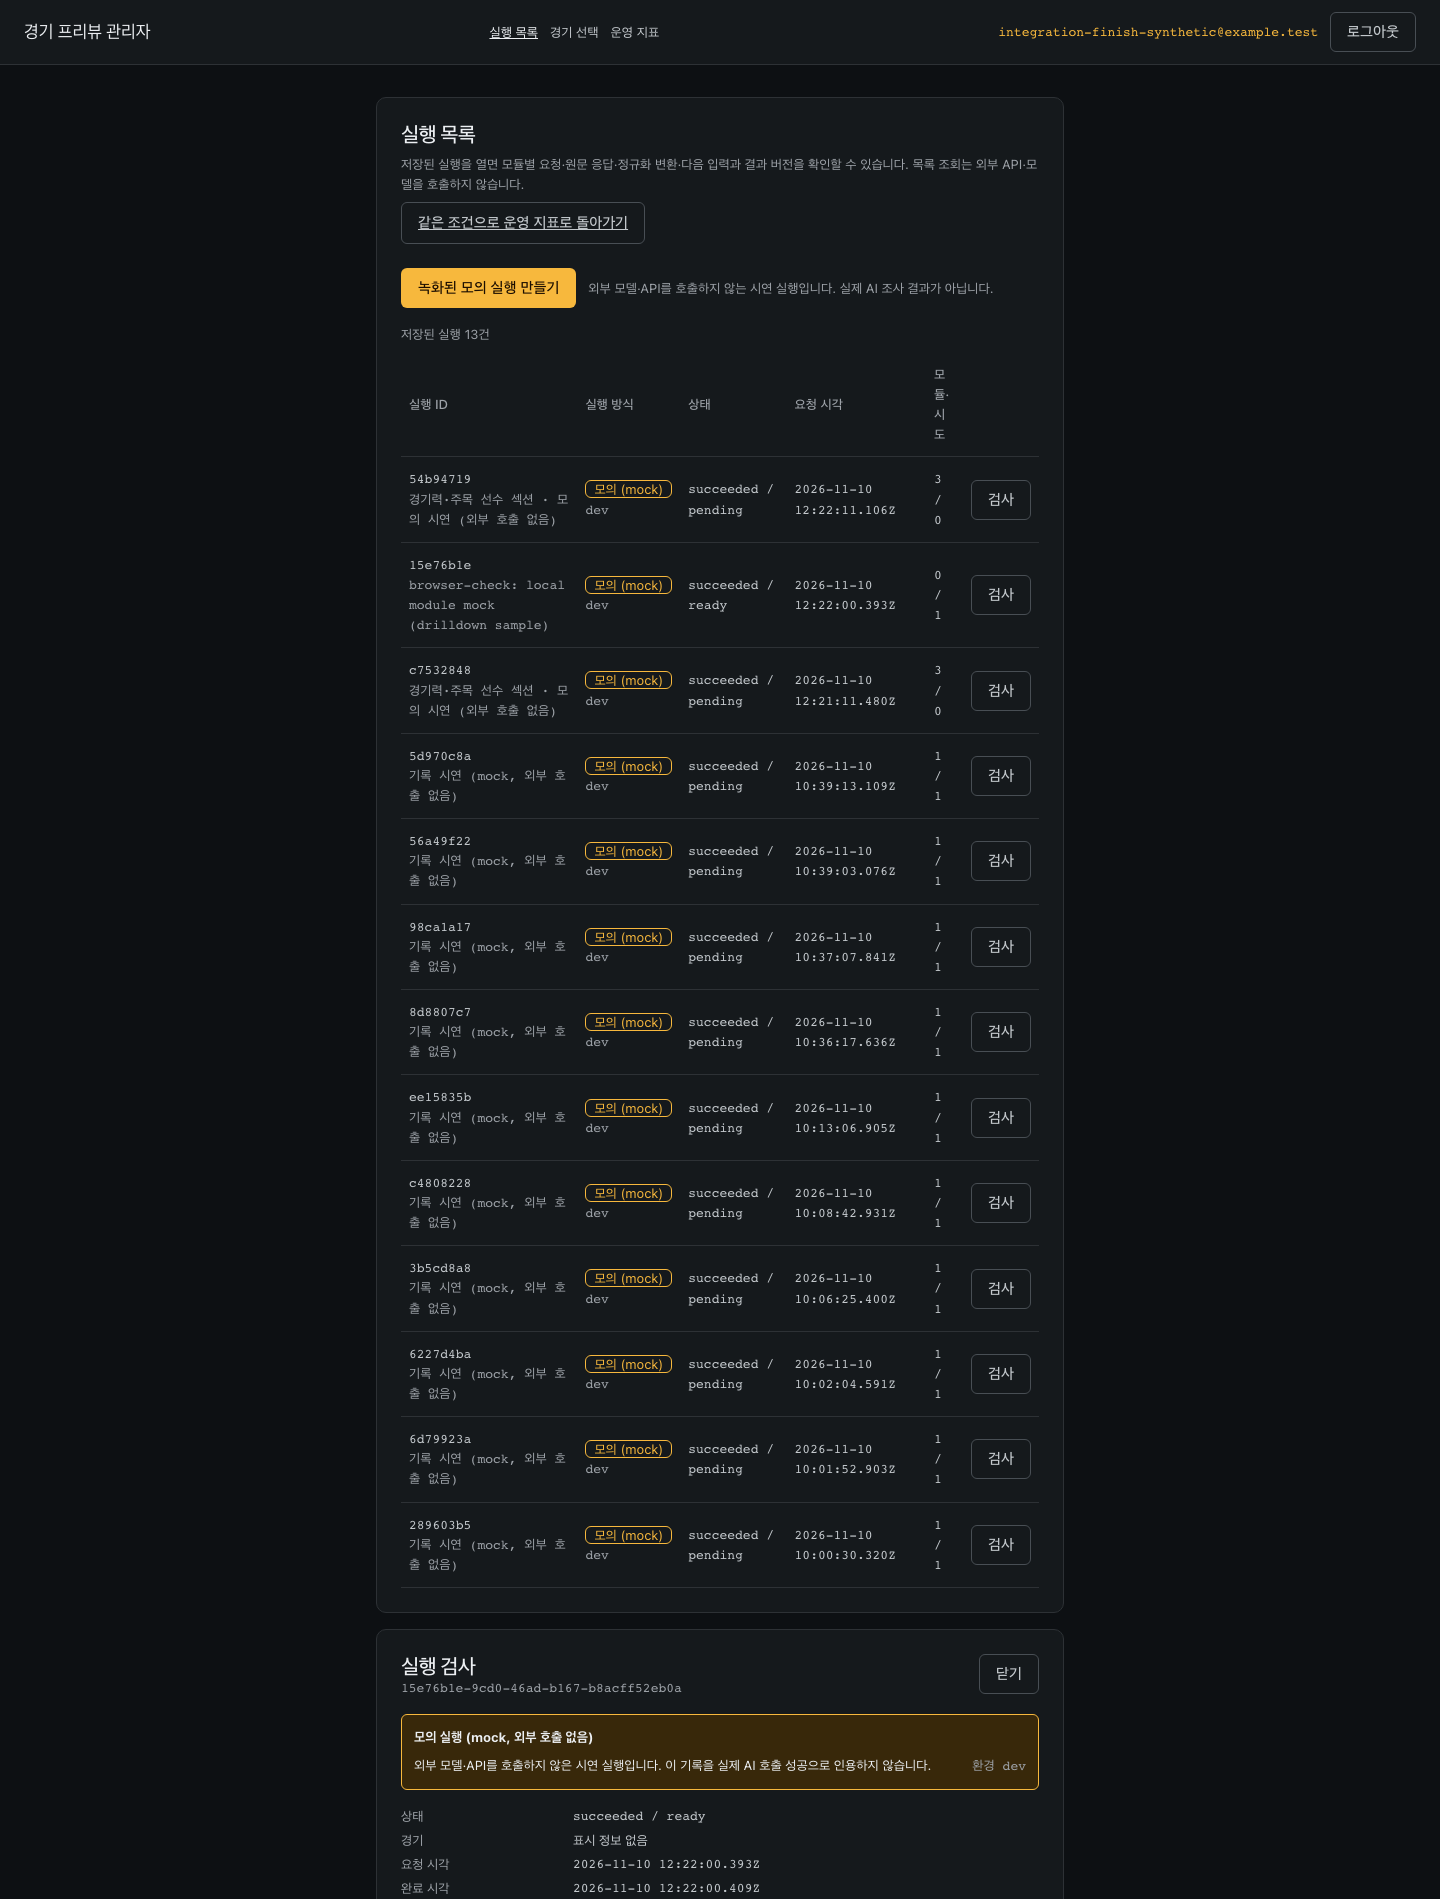 경기 프리뷰 관리자
실행 목록 경기 선택 운영 지표
integration-finish-synthetic@example.test
로그아웃
실행 목록
저장된 실행을 열면 모듈별 요청·원문 응답·정규화 변환·다음 입력과 결과 버전을 확인할 수 있습니다. 목록 조회는 외부 API·모
델을 호출하지 않습니다.
같은 조건으로 운영 지표로 돌아가기
녹화된 모의 실행 만들기
외부 모델·API를 호출하지 않는 시연 실행입니다. 실제 AI 조사 결과가 아닙니다.
저장된 실행 13건
실행 ID 실행 방식 상태 요청 시각
모
듈·
시
도
54b94719
경기력·주목 선수 섹션 · 모
의 시연 (외부 호출 없음)
모의 (mock)
dev
succeeded /
pending
2026-11-10
12:22:11.106Z
3
/
0
검사
15e76b1e
browser-check: local
module mock
(drilldown sample)
모의 (mock)
dev
succeeded /
ready
2026-11-10
12:22:00.393Z
0
/
1
검사
c7532848
경기력·주목 선수 섹션 · 모
의 시연 (외부 호출 없음)
모의 (mock)
dev
succeeded /
pending
2026-11-10
12:21:11.480Z
3
/
0
검사
5d970c8a
기록 시연 (mock, 외부 호
출 없음)
모의 (mock)
dev
succeeded /
pending
2026-11-10
10:39:13.109Z
1
/
1
검사
56a49f22
기록 시연 (mock, 외부 호
출 없음)
모의 (mock)
dev
succeeded /
pending
2026-11-10
10:39:03.076Z
1
/
1
검사
98ca1a17
기록 시연 (mock, 외부 호
출 없음)
모의 (mock)
dev
succeeded /
pending
2026-11-10
10:37:07.841Z
1
/
1
검사
8d8807c7
기록 시연 (mock, 외부 호
출 없음)
모의 (mock)
dev
succeeded /
pending
2026-11-10
10:36:17.636Z
1
/
1
검사
ee15835b
기록 시연 (mock, 외부 호
출 없음)
모의 (mock)
dev
succeeded /
pending
2026-11-10
10:13:06.905Z
1
/
1
검사
c4808228
기록 시연 (mock, 외부 호
출 없음)
모의 (mock)
dev
succeeded /
pending
2026-11-10
10:08:42.931Z
1
/
1
검사
3b5cd8a8
기록 시연 (mock, 외부 호
출 없음)
모의 (mock)
dev
succeeded /
pending
2026-11-10
10:06:25.400Z
1
/
1
검사
6227d4ba
기록 시연 (mock, 외부 호
출 없음)
모의 (mock)
dev
succeeded /
pending
2026-11-10
10:02:04.591Z
1
/
1
검사
6d79923a
기록 시연 (mock, 외부 호
출 없음)
모의 (mock)
dev
succeeded /
pending
2026-11-10
10:01:52.903Z
1
/
1
검사
289603b5
기록 시연 (mock, 외부 호
출 없음)
모의 (mock)
dev
succeeded /
pending
2026-11-10
10:00:30.320Z
1
/
1
검사
실행 검사
15e76b1e-9cd0-46ad-b167-b8acff52eb0a
닫기
모의 실행 (mock, 외부 호출 없음)
외부 모델·API를 호출하지 않은 시연 실행입니다. 이 기록을 실제 AI 호출 성공으로 인용하지 않습니다.
환경 dev
상태 succeeded / ready
경기 표시 정보 없음
요청 시각 2026-11-10 12:22:00.393Z
완료 시각 2026-11-10 12:22:00.409Z